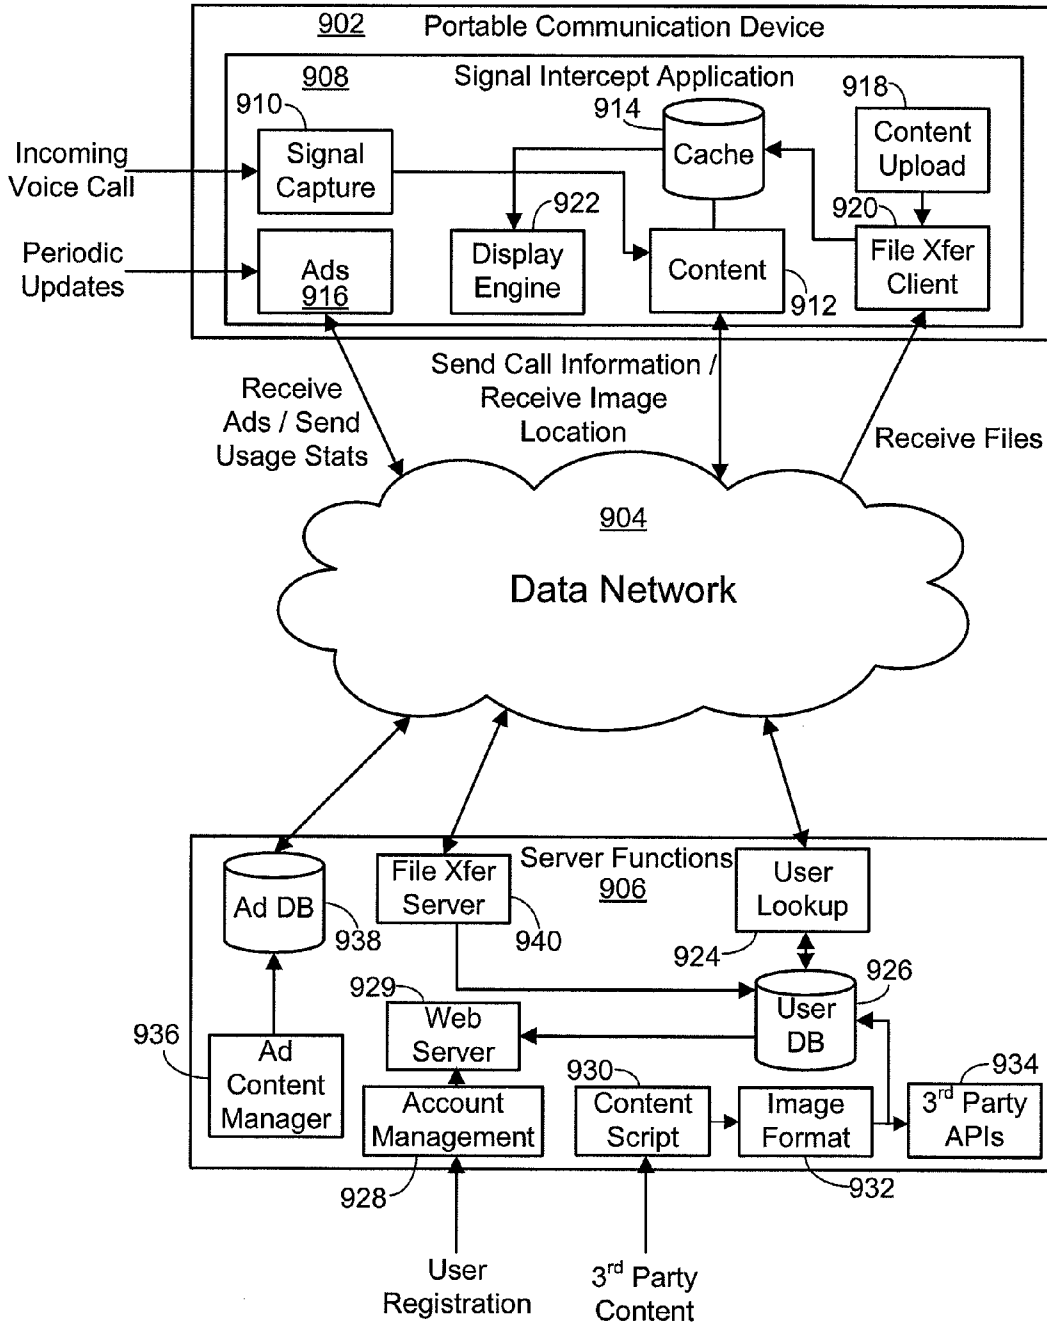 902 Portable Communication Device
908 Signal Intercept Application
910
914
918
Incoming
Voice Call
Signal
Capture
Cache
Content
Upload
922
920
Periodic
Updates
Ads
916
Display
Engine
Content
912
File Xfer
Client
Receive
Ads / Send
Usage Stats
Send Call Information /
Receive Image
Location
Receive Files
904
Data Network
Server Functions
906
Ad DB
938
File Xfer
Server
940
User
Lookup
924
926
929
User
DB
Web
Server
936
Ad
Content
Manager
930
934
Account
Management
928
Content
Script
Image
Format
932
3rd Party
APIs
User
Registration
3rd Party
Content